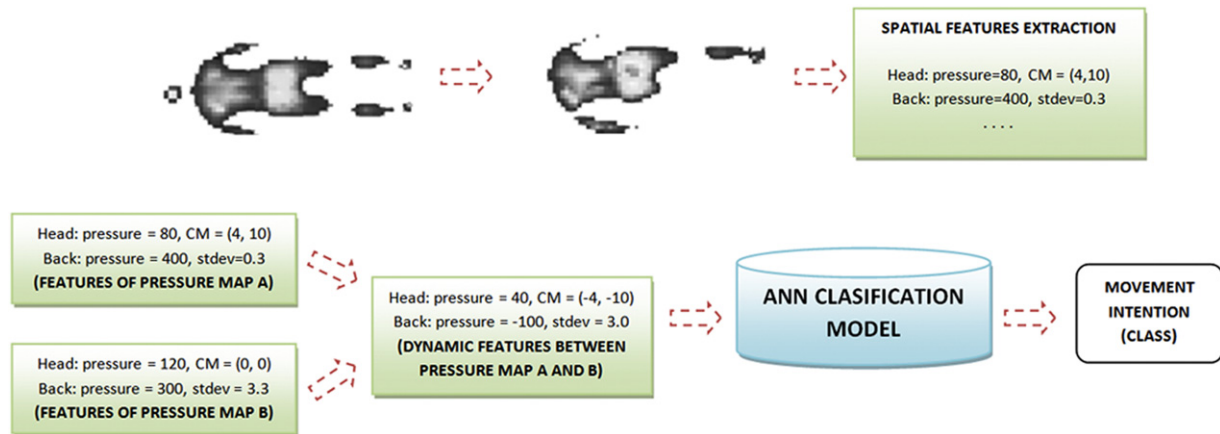 SPATIAL FEATURES EXTRACTION
Head: pressure=80, CM = (4,10)
Back: pressure=400, stdev=0.3
. . . .
Head: pressure = 80, CM = (4, 10)
Back: pressure = 400, stdev=0.3
(FEATURES OF PRESSURE MAP A)
Head: pressure = 120, CM = (0, 0)
Back: pressure = 300, stdev = 3.3
(FEATURES OF PRESSURE MAP B)
Head: pressure = 40, CM = (-4, -10)
Back: pressure = -100, stdev = 3.0
(DYNAMIC FEATURES BETWEEN
PRESSURE MAP A AND B)
ANN CLASIFICATION
MODEL
MOVEMENT
INTENTION
(CLASS)